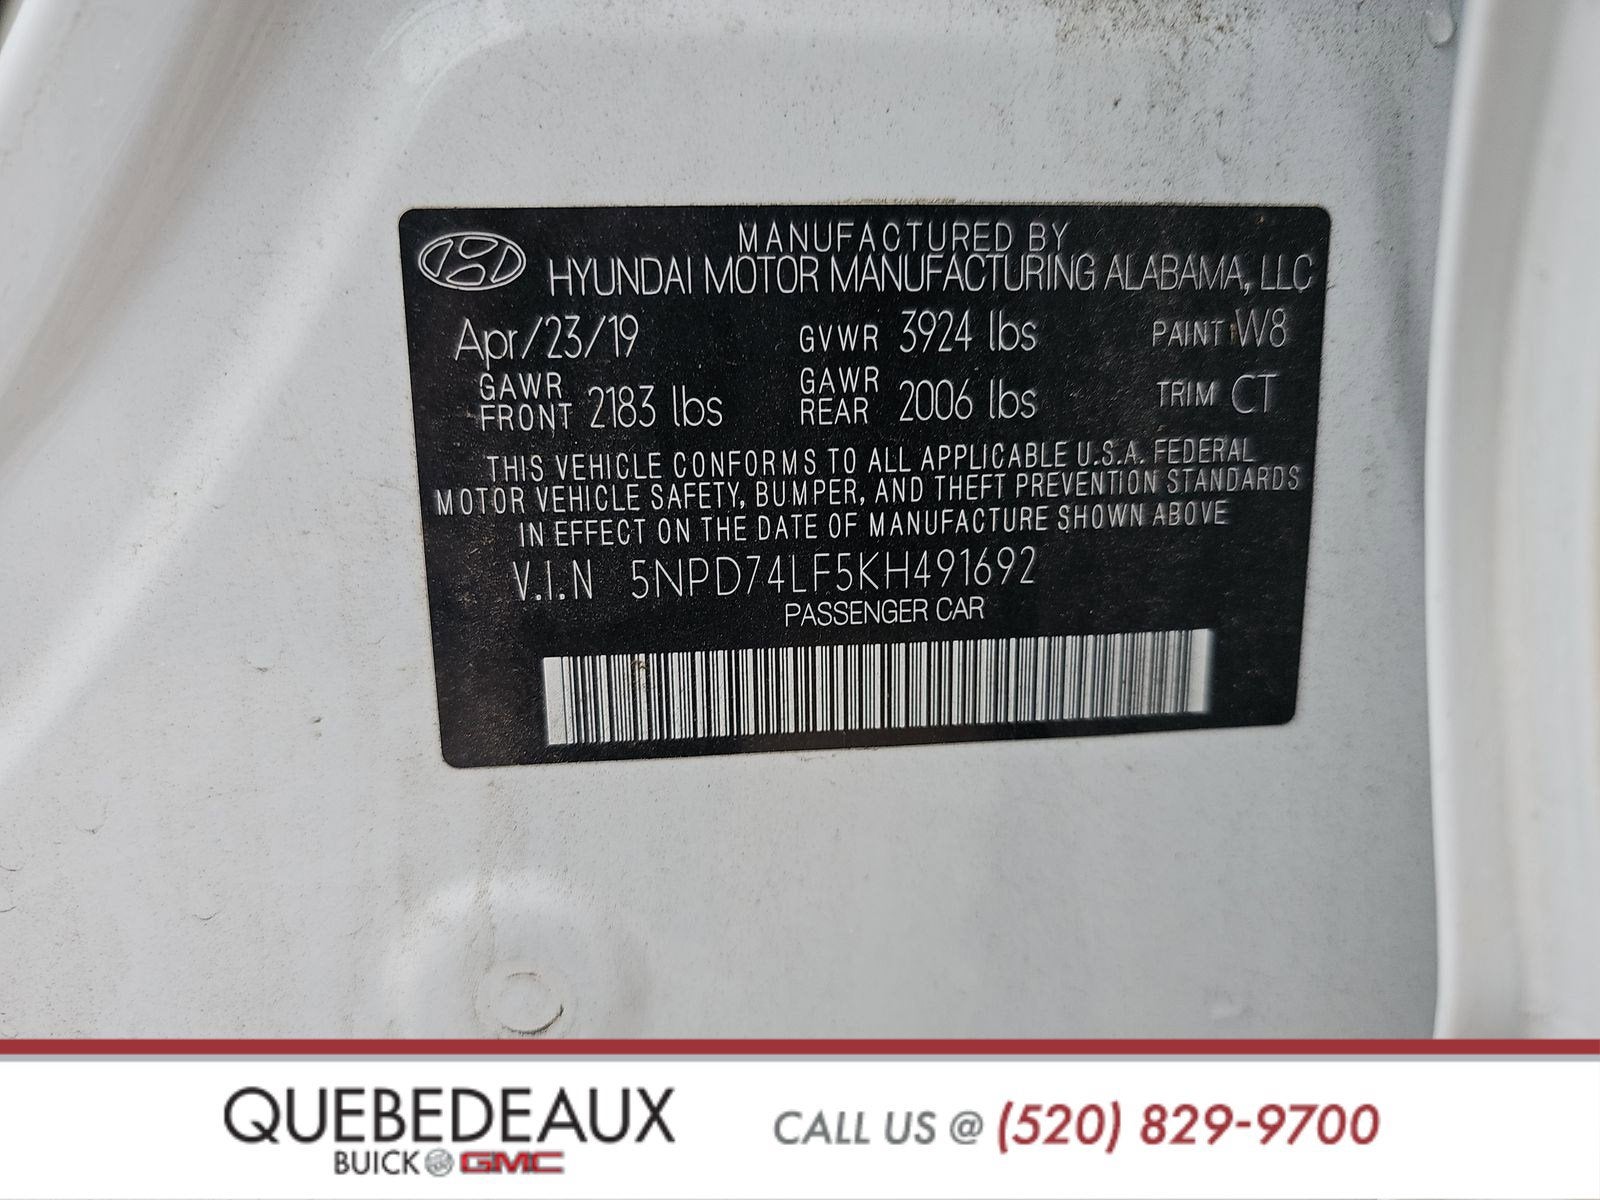 MANUFACTURED BY
HYUNDAI MOTOR MANUFACTURING ALABAMA, LLC
Apr/23/19 GVWR 3924 lbs PAINT W8
GAWR FRONT 2183 lbs GAWR REAR 2006 lbs TRIM CT
THIS VEHICLE CONFORMS TO ALL APPLICABLE U.S.A. FEDERAL
MOTOR VEHICLE SAFETY, BUMPER, AND THEFT PREVENTION STANDARDS
IN EFFECT ON THE DATE OF MANUFACTURE SHOWN ABOVE
V.I.N 5NPD74LF5KH491692
PASSENGER CAR
QUEBEDEAUX
BUICK GMC
CALL US @ (520) 829-9700